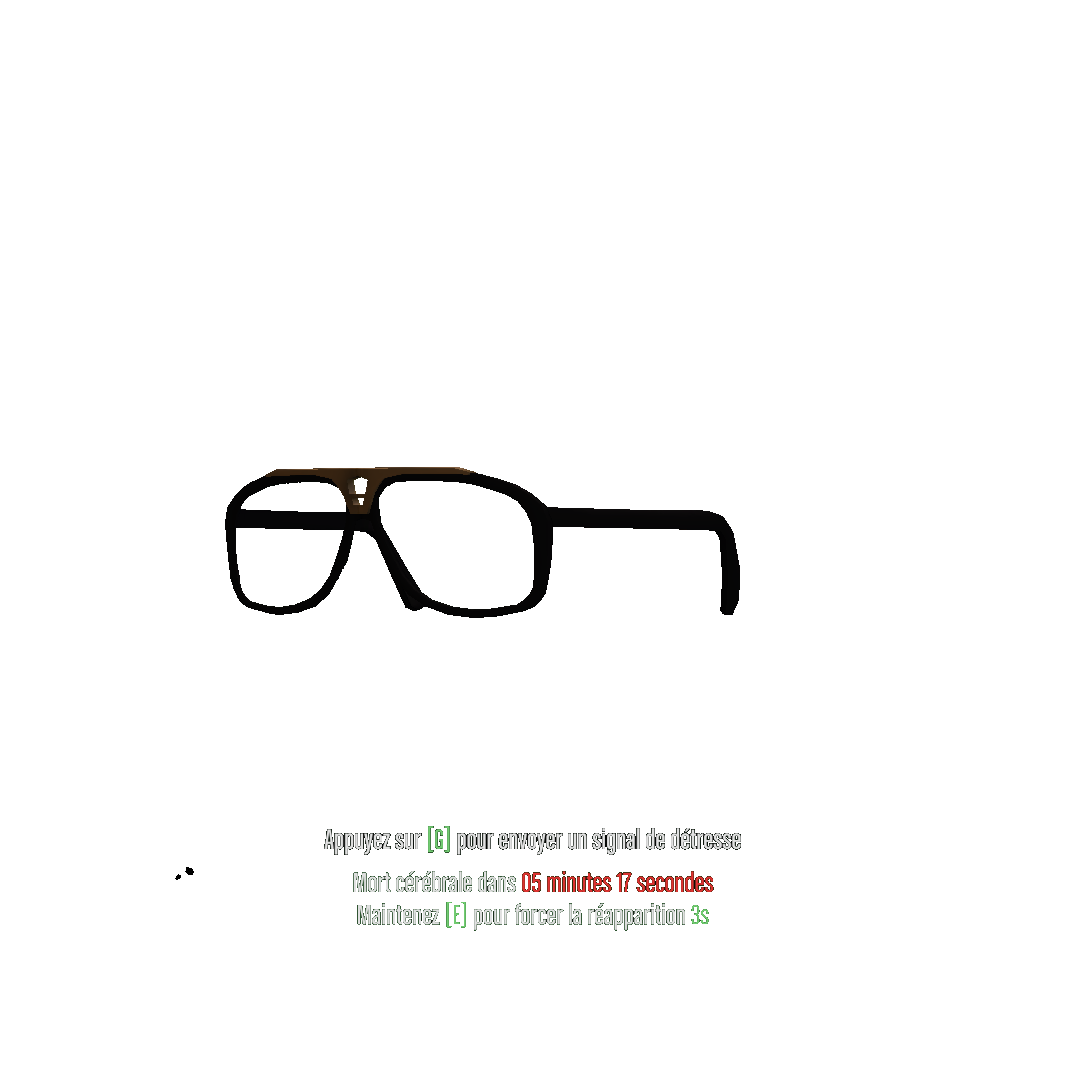 Appuyez sur [G] pour envoyer un signal de détresse
Mort cérébrale dans 05 minutes 17 secondes
Maintenez [E] pour forcer la réapparition 3s